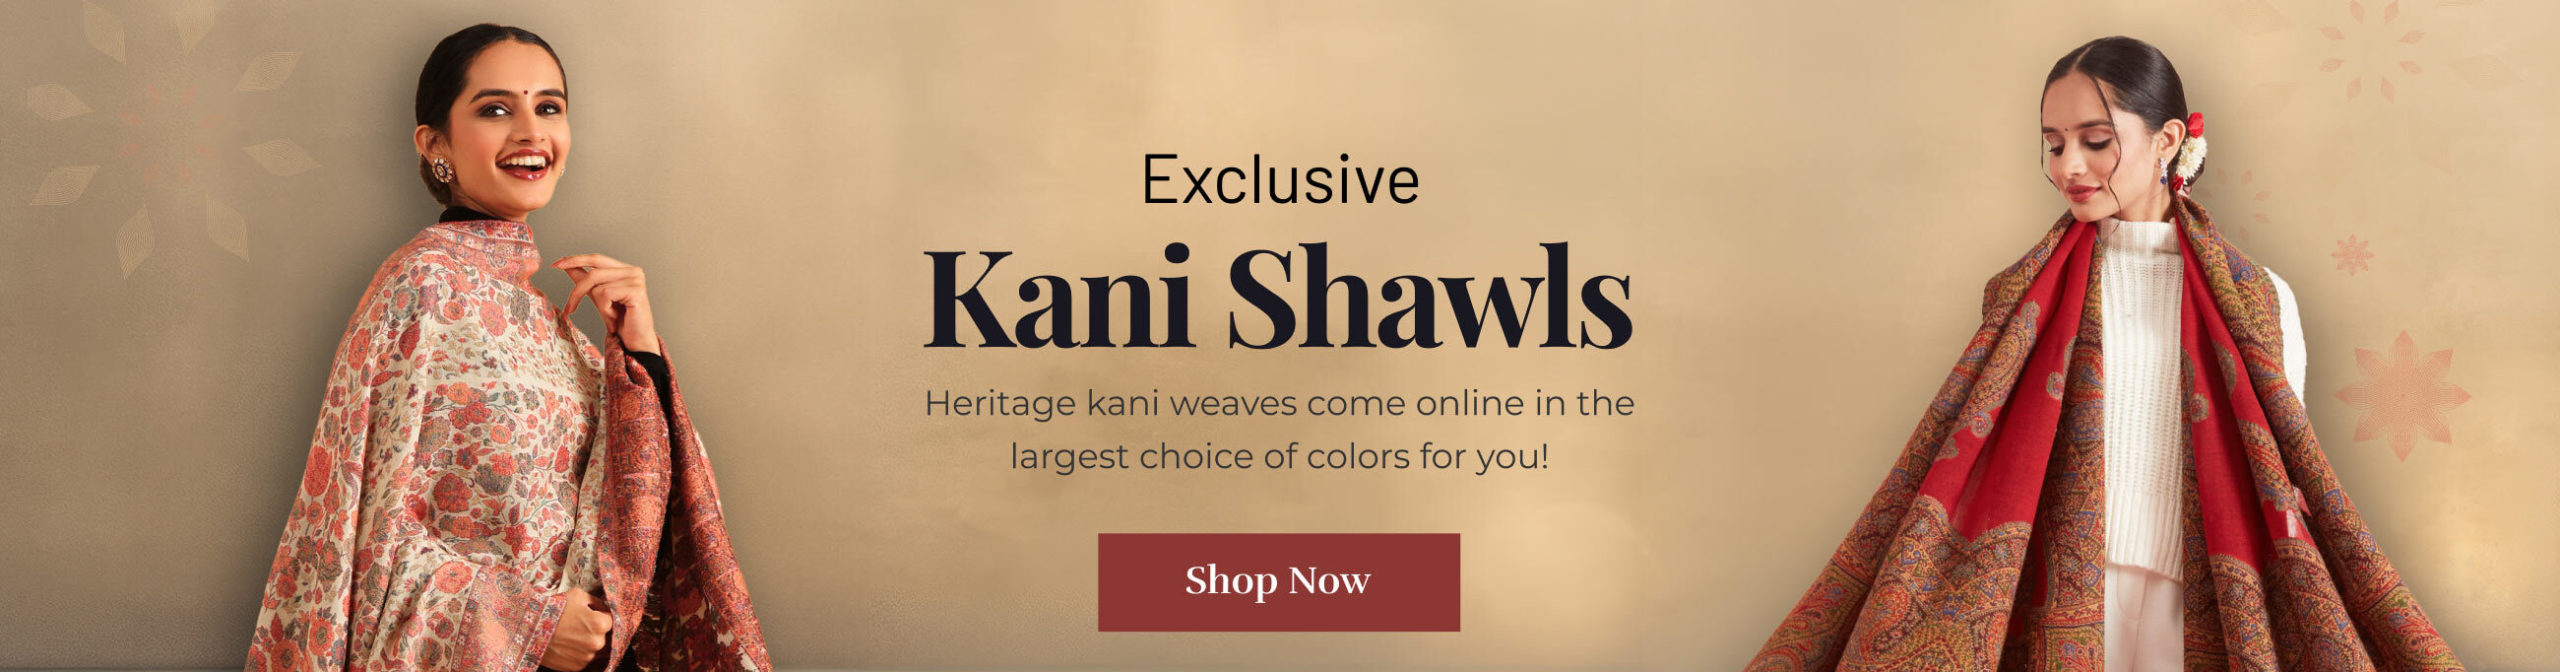 Exclusive
Kani Shawls
Heritage kani weaves come online in the
largest choice of colors for you!
Shop Now